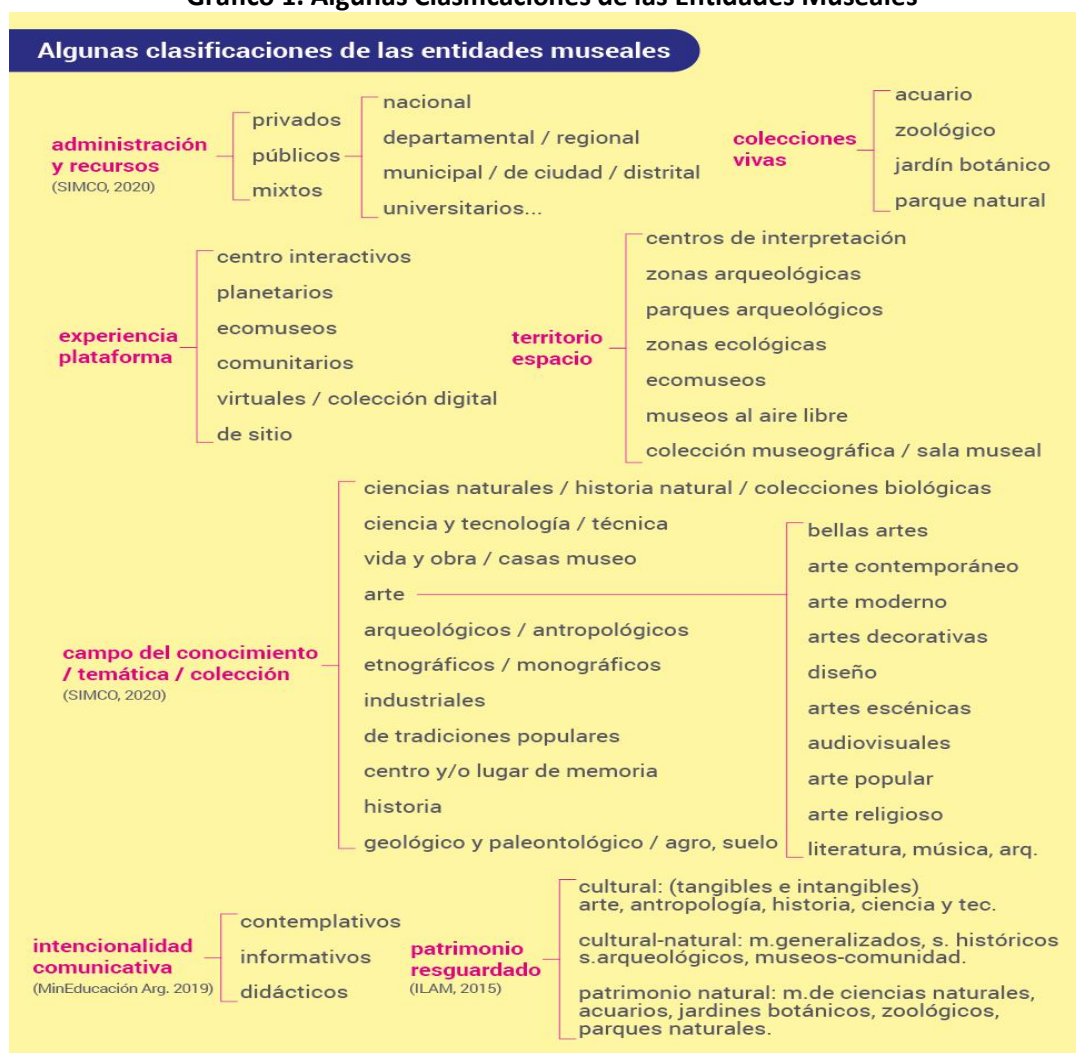 Gráfico 1. Algunas Clasificaciones de las Entidades Museales
Algunas clasificaciones de las entidades museales
administración
y recursos
(SIMCO, 2020)
privados
públicos
mixtos
nacional
departamental / regional
municipal / de ciudad / distrital
universitarios...
colecciones
vivas
acuario
zoológico
jardín botánico
parque natural
experiencia
plataforma
centro interactivos
planetarios
ecomuseos
comunitarios
virtuales / colección digital
de sitio
territorio
espacio
centros de interpretación
zonas arqueológicas
parques arqueológicos
zonas ecológicas
ecomuseos
museos al aire libre
colección museográfica / sala museal
campo del conocimiento
/ temática / colección
(SIMCO, 2020)
ciencias naturales / historia natural / colecciones biológicas
ciencia y tecnología / técnica
vida y obra / casas museo
arte
arqueológicos / antropológicos
etnográficos / monográficos
industriales
de tradiciones populares
centro y/o lugar de memoria
historia
geológico y paleontológico / agro, suelo
bellas artes
arte contemporáneo
arte moderno
artes decorativas
diseño
artes escénicas
audiovisuales
arte popular
arte religioso
literatura, música, arq.
intencionalidad
comunicativa
(MinEducación Arg. 2019)
contemplativos
informativos
didácticos
patrimonio
resguardado
(ILAM, 2015)
cultural: (tangibles e intangibles)
arte, antropología, historia, ciencia y tec.
cultural-natural: m.generalizados, s. históricos
s.arqueológicos, museos-comunidad.
patrimonio natural: m.de ciencias naturales,
acuarios, jardines botánicos, zoológicos,
parques naturales.